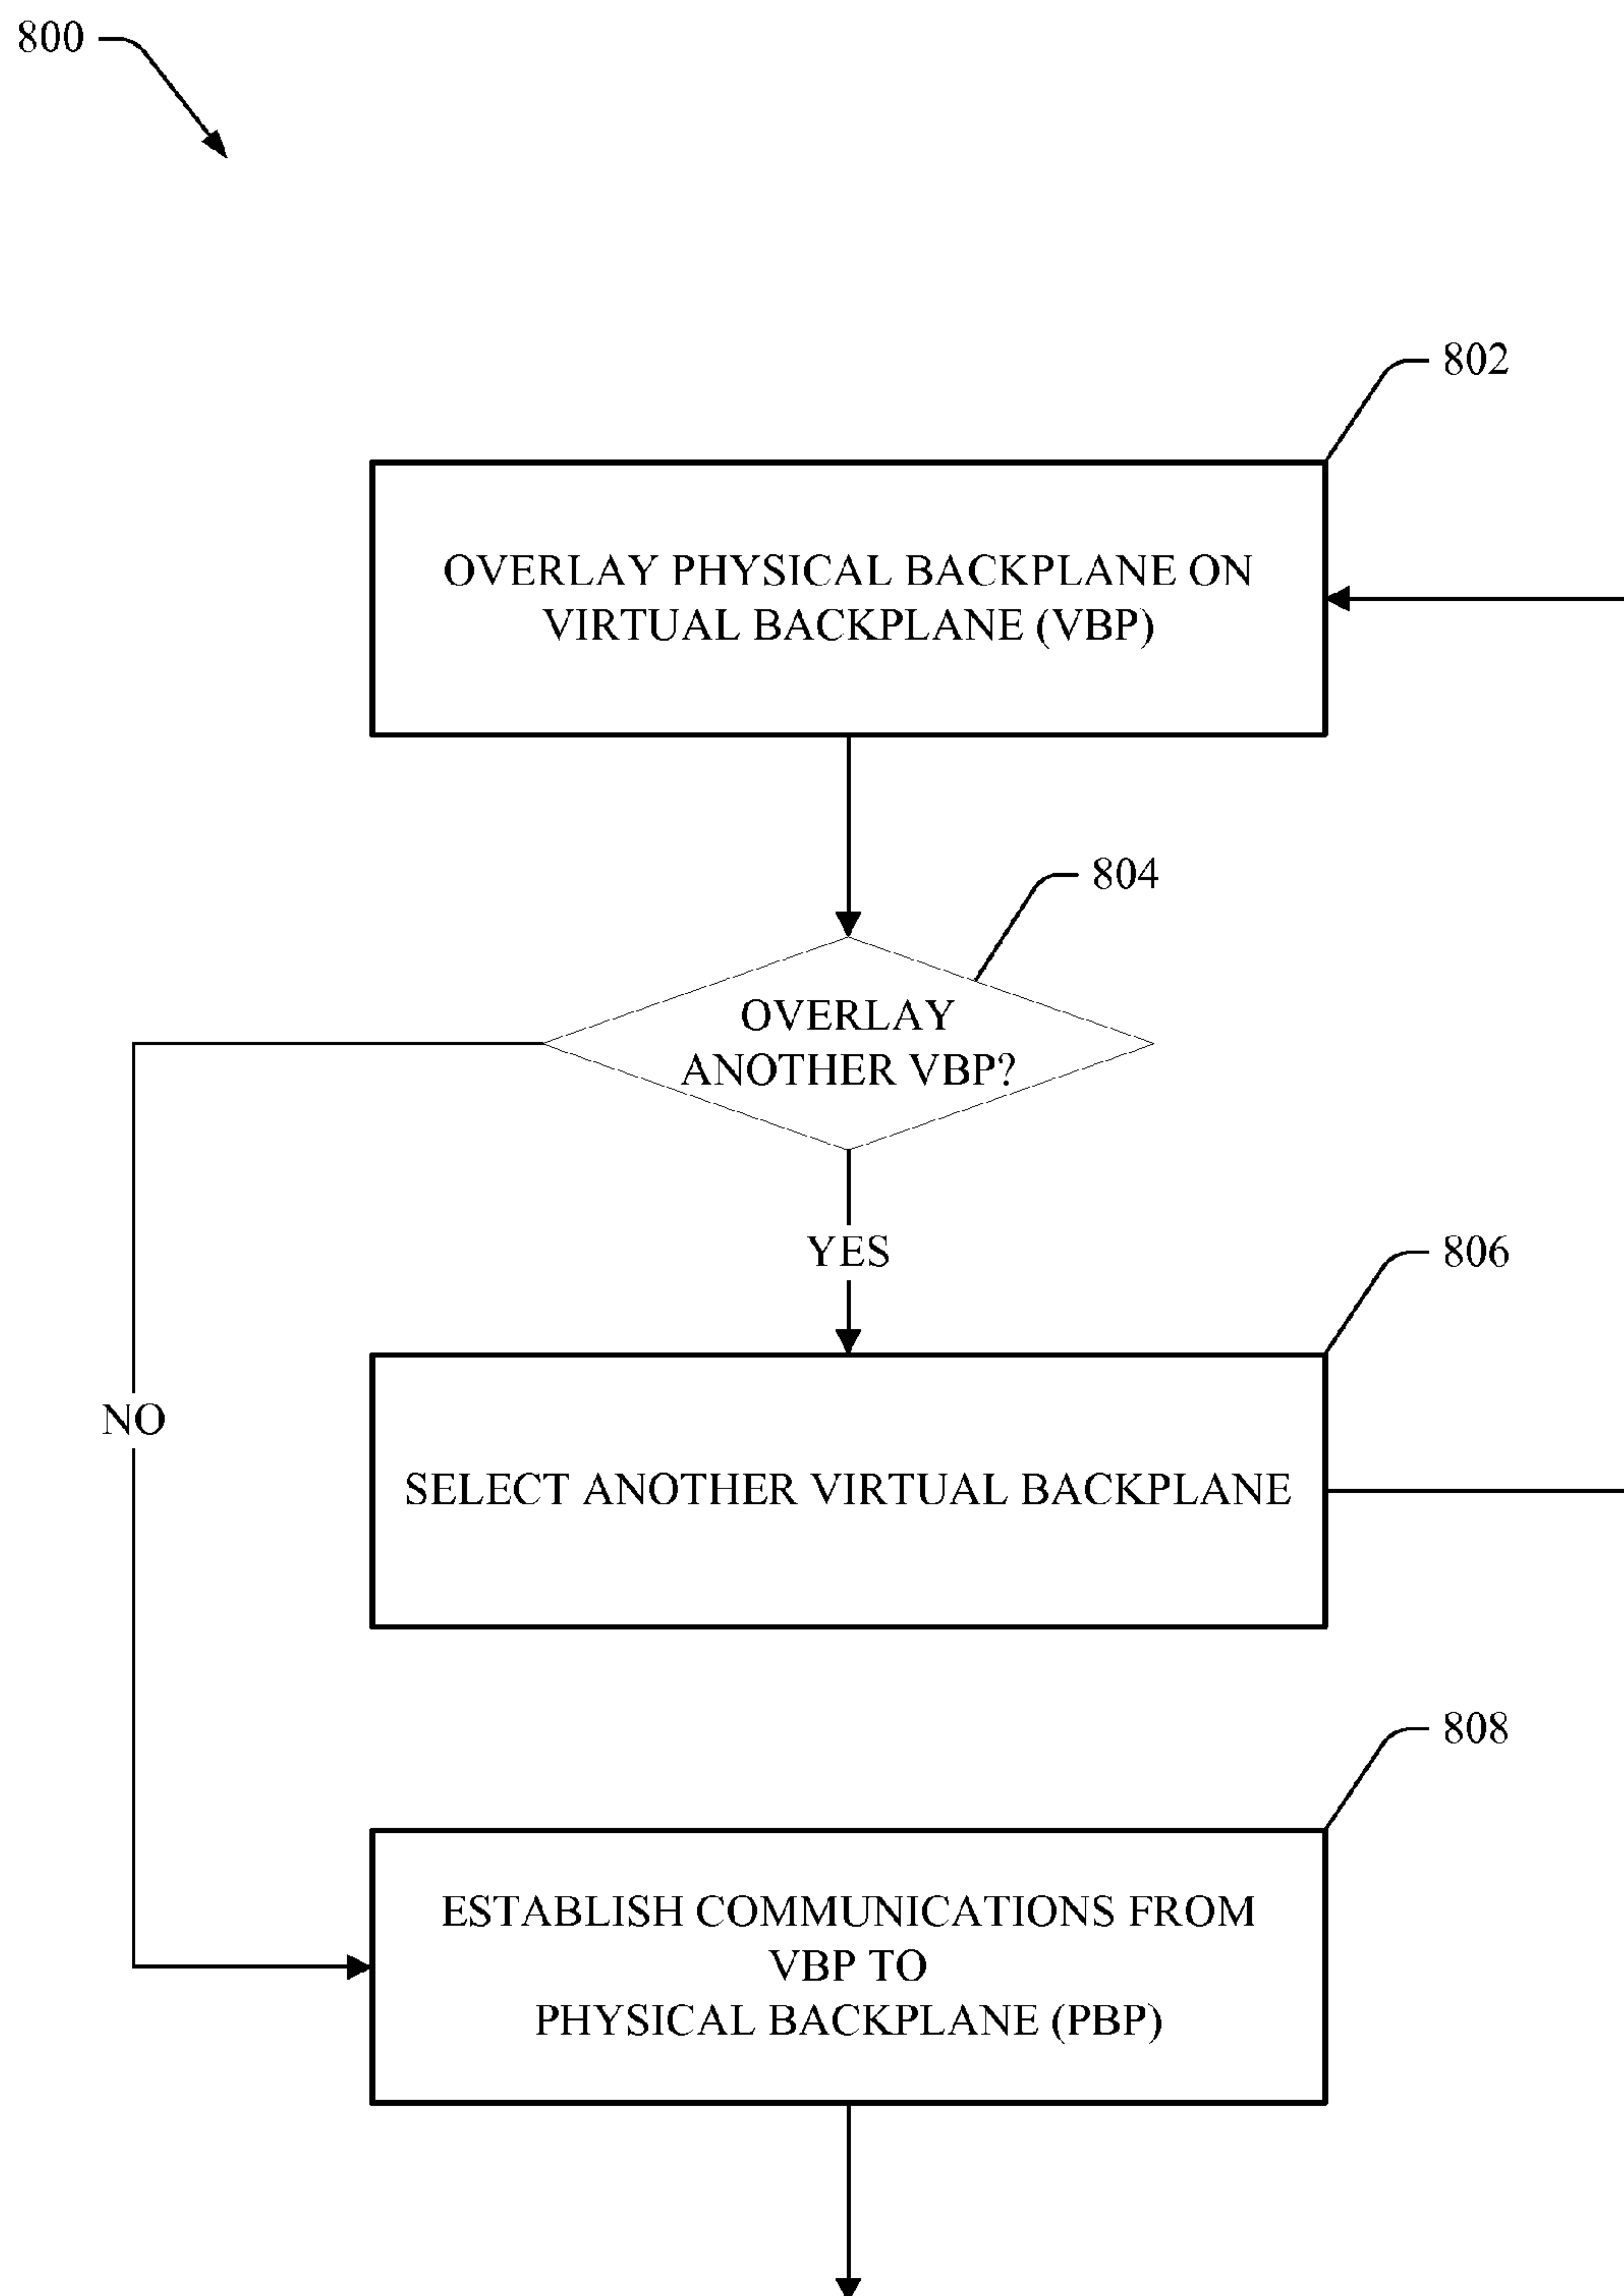 800
802
OVERLAY PHYSICAL BACKPLANE ON
VIRTUAL BACKPLANE (VBP)
804
OVERLAY
ANOTHER VBP?
YES
806
NO
SELECT ANOTHER VIRTUAL BACKPLANE
808
ESTABLISH COMMUNICATIONS FROM
VBP TO
PHYSICAL BACKPLANE (PBP)